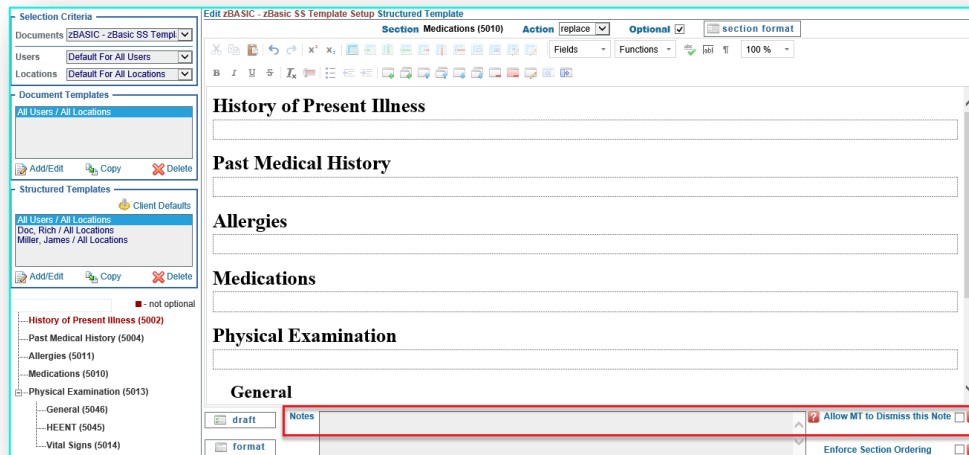 Selection Criteria
Documents zBASIC - zBasic SS Templ
Users Default For All Users
Locations Default For All Locations
Document Templates
All Users / All Locations
Add/Edit Copy Delete
Structured Templates
Client Defaults
All Users / All Locations
Doc, Rich / All Locations
Miller, James / All Locations
Add/Edit Copy Delete
- not optional
History of Present Illness (5002)
Past Medical History (5004)
Allergies (5011)
Medications (5010)
Physical Examination (5013)
General (5046)
HEENT (5045)
Vital Signs (5014)
Edit zBASIC - zBasic SS Template Setup Structured Template
Section Medications (5010) Action replace Optional section format
Fields Functions 100 %
B I U S
History of Present Illness
Past Medical History
Allergies
Medications
Physical Examination
General
draft Notes ? Allow MT to Dismiss this Note
format Enforce Section Ordering